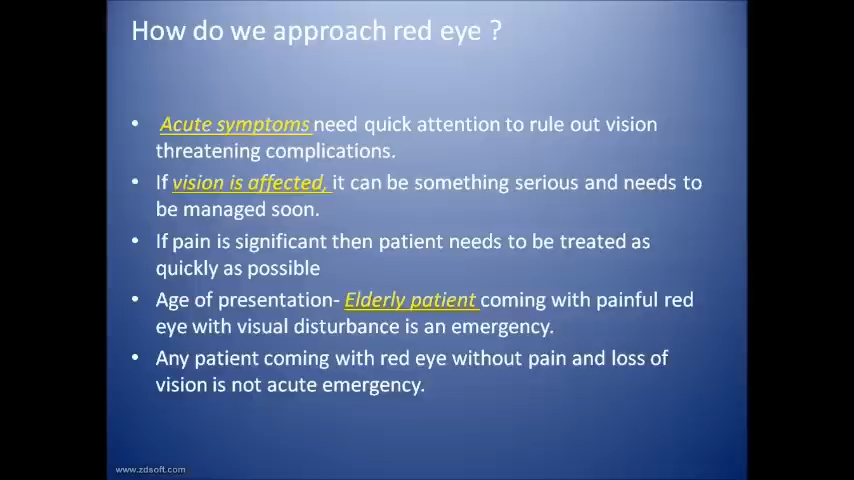 How do we approach red eye ?
• Acute symptoms need quick attention to rule out vision
threatening complications.
• If vision is affected, it can be something serious and needs to
be managed soon.
• If pain is significant then patient needs to be treated as
quickly as possible
• Age of presentation- Elderly patient coming with painful red
eye with visual disturbance is an emergency.
• Any patient coming with red eye without pain and loss of
vision is not acute emergency.
www.zdsoft.com